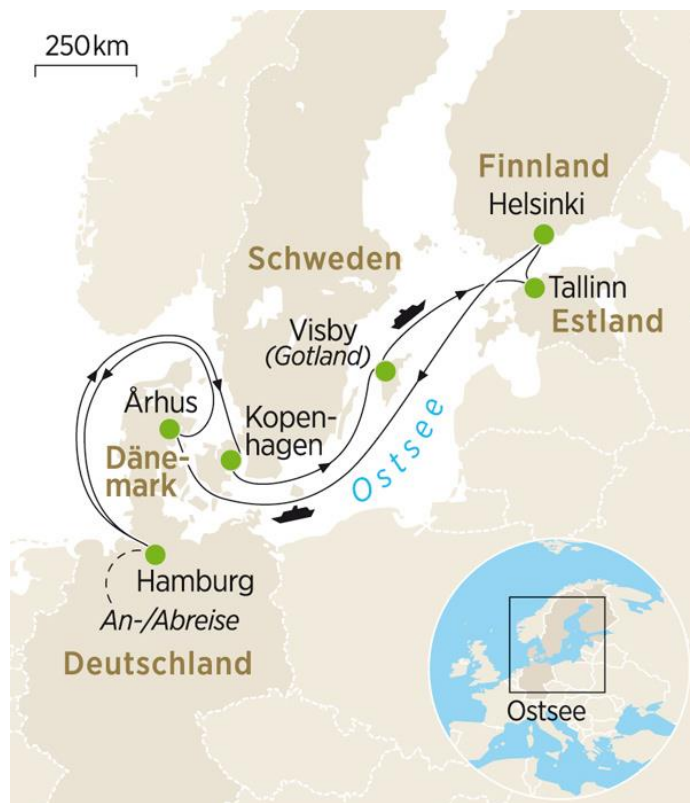 250 km
Finnland
Helsinki
Schweden
Tallinn
Estland
Visby
(Gotland)
Århus
Kopen-
hagen
Däne-
mark
Ostsee
Hamburg
An-/Abreise
Deutschland
Ostsee